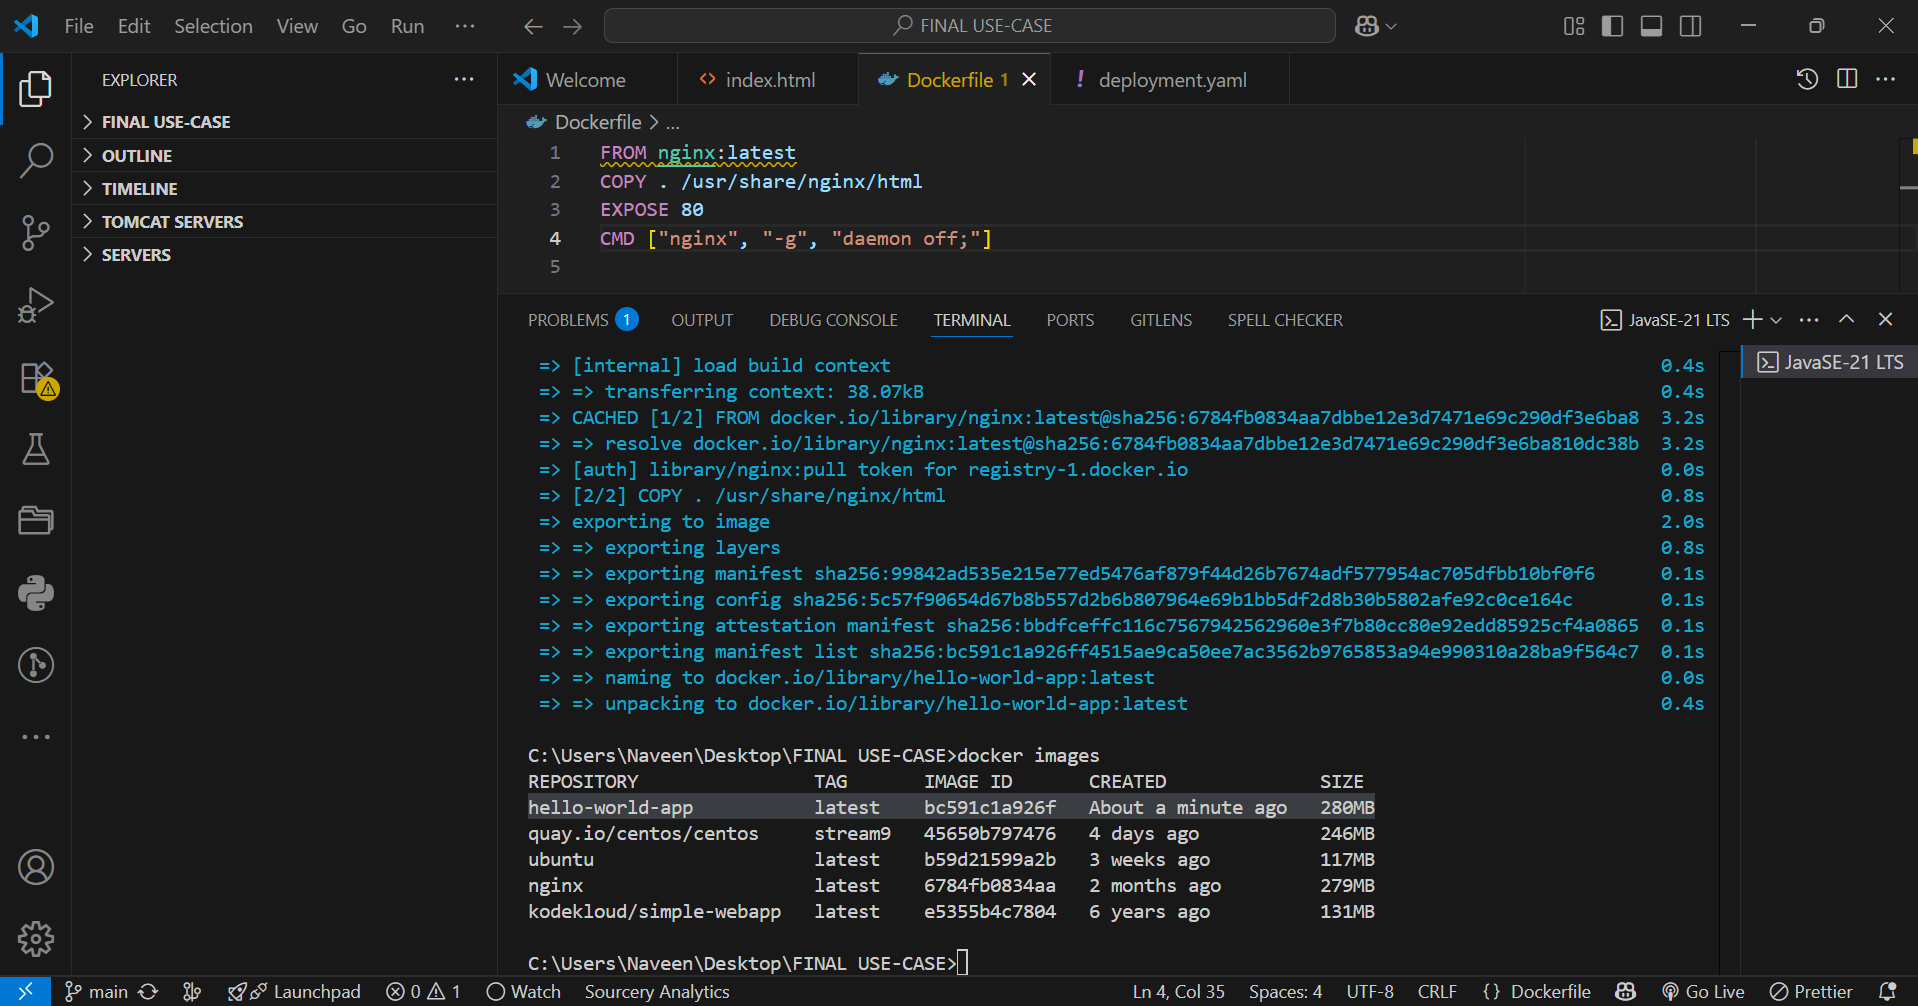 File Edit Selection View Go Run ... FINAL USE-CASE
EXPLORER ...
FINAL USE-CASE
OUTLINE
TIMELINE
TOMCAT SERVERS
SERVERS
Welcome index.html Dockerfile 1 deployment.yaml
Dockerfile > ...
1 FROM nginx:latest
2 COPY . /usr/share/nginx/html
3 EXPOSE 80
4 CMD ["nginx", "-g", "daemon off;"]
5
PROBLEMS 1 OUTPUT DEBUG CONSOLE TERMINAL PORTS GITLENS SPELL CHECKER JavaSE-21 LTS
JavaSE-21 LTS
=> [internal] load build context 0.4s
=> => transferring context: 38.07kB 0.4s
=> CACHED [1/2] FROM docker.io/library/nginx:latest@sha256:6784fb0834aa7dbbe12e3d7471e69c290df3e6ba8 3.2s
=> => resolve docker.io/library/nginx:latest@sha256:6784fb0834aa7dbbe12e3d7471e69c290df3e6ba810dc38b 3.2s
=> [auth] library/nginx:pull token for registry-1.docker.io 0.0s
=> [2/2] COPY . /usr/share/nginx/html 0.8s
=> exporting to image 2.0s
=> => exporting layers 0.8s
=> => exporting manifest sha256:99842ad535e215e77ed5476af879f44d26b7674adf577954ac705dfbb10bf0f6 0.1s
=> => exporting config sha256:5c57f90654d67b8b557d2b6b807964e69b1bb5df2d8b30b5802afe92c0ce164c 0.1s
=> => exporting attestation manifest sha256:bbdfceffc116c7567942562960e3f7b80cc80e92edd85925cf4a0865 0.1s
=> => exporting manifest list sha256:bc591c1a926ff4515ae9ca50ee7ac3562b9765853a94e990310a28ba9f564c7 0.1s
=> => naming to docker.io/library/hello-world-app:latest 0.0s
=> => unpacking to docker.io/library/hello-world-app:latest 0.4s
C:\Users\Naveen\Desktop\FINAL USE-CASE>docker images
REPOSITORY TAG IMAGE ID CREATED SIZE
hello-world-app latest bc591c1a926f About a minute ago 280MB
quay.io/centos/centos stream9 45650b797476 4 days ago 246MB
ubuntu latest b59d21599a2b 3 weeks ago 117MB
nginx latest 6784fb0834aa 2 months ago 279MB
kodekloud/simple-webapp latest e5355b4c7804 6 years ago 131MB
C:\Users\Naveen\Desktop\FINAL USE-CASE>
main Launchpad 0 1 Watch Sourcery Analytics Ln 4, Col 35 Spaces: 4 UTF-8 CRLF {} Dockerfile Go Live Prettier